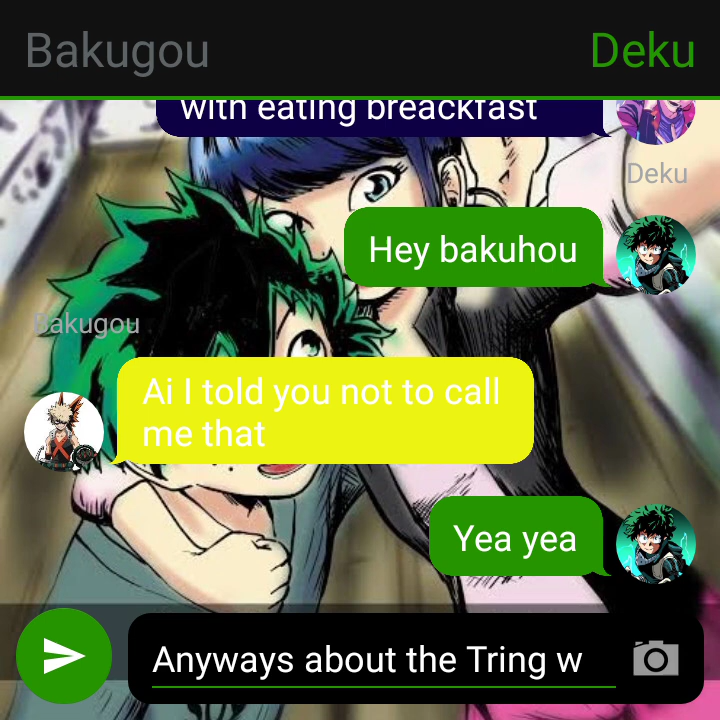 Bakugou
Deku
with eating breackfast
Deku
Hey bakuhou
Bakugou
Ai I told you not to call
me that
Yea yea
Anyways about the Tring w